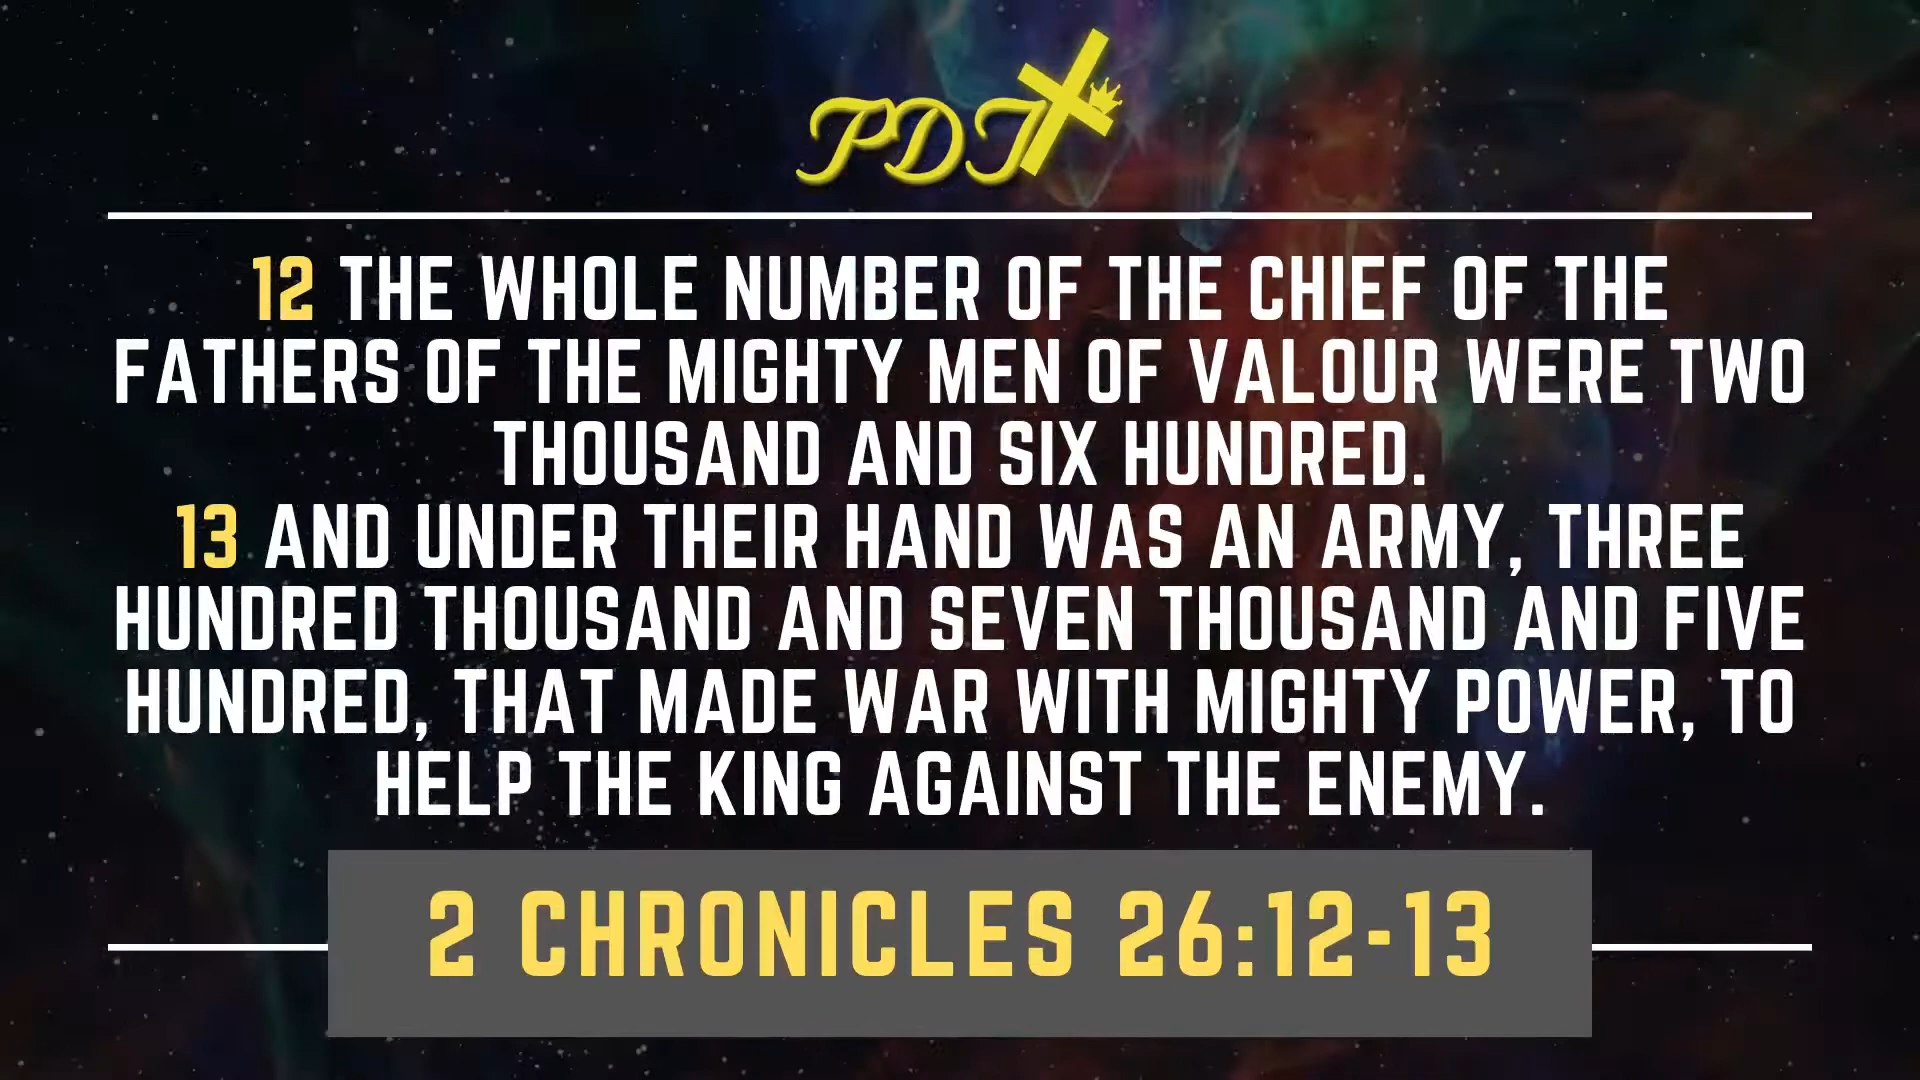 PDT
12 THE WHOLE NUMBER OF THE CHIEF OF THE
FATHERS OF THE MIGHTY MEN OF VALOUR WERE TWO
THOUSAND AND SIX HUNDRED.
13 AND UNDER THEIR HAND WAS AN ARMY, THREE
HUNDRED THOUSAND AND SEVEN THOUSAND AND FIVE
HUNDRED, THAT MADE WAR WITH MIGHTY POWER, TO
HELP THE KING AGAINST THE ENEMY.
2 CHRONICLES 26:12-13